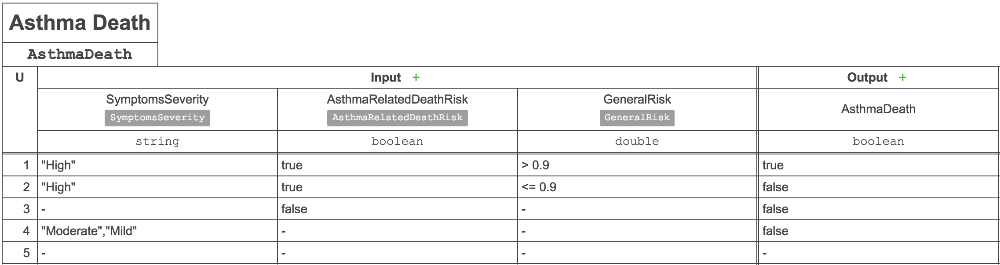 Asthma Death
AsthmaDeath
U Input + Output +
SymptomsSeverity AsthmaRelatedDeathRisk GeneralRisk AsthmaDeath
SymptomsSeverity AsthmaRelatedDeathRisk GeneralRisk
string boolean double boolean
1 "High" true > 0.9 true
2 "High" true <= 0.9 false
3 - false - false
4 "Moderate","Mild" - - false
5 - - - -